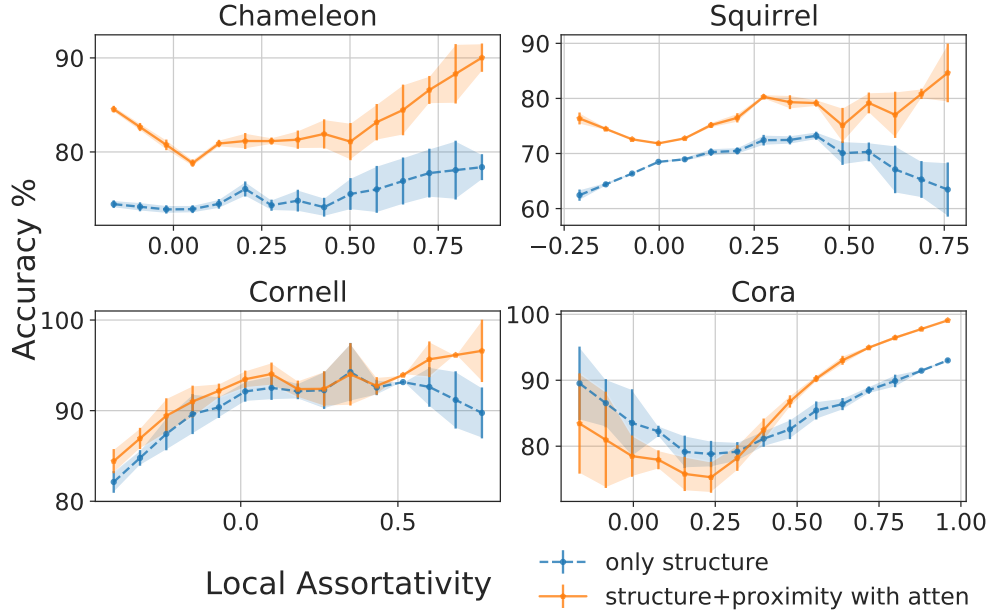 Chameleon
Squirrel
90
80
0.00 0.25 0.50 0.75
90
80
70
60
−0.25 0.00 0.25 0.50 0.75
Accuracy %
Cornell
Cora
100
90
80
0.0 0.5
100
90
80
0.00 0.25 0.50 0.75 1.00
Local Assortativity
only structure
structure+proximity with atten